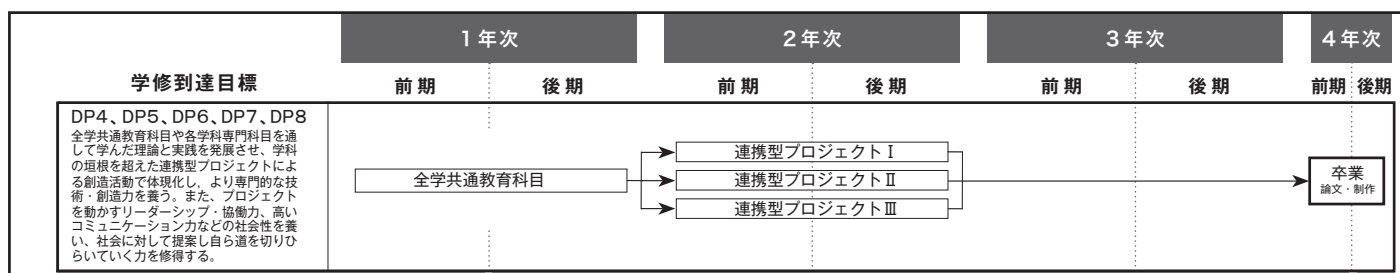 1年次 2年次 3年次 4年次
学修到達目標 前期 後期 前期 後期 前期 後期 前期 後期
DP4、DP5、DP6、DP7、DP8
全学共通教育科目や各学科専門科目を通
して学んだ理論と実践を発展させ、学科
の垣根を超えた連携型プロジェクトによ
る創造活動で体現化し，より専門的な技
術・創造力を養う。また、プロジェクト
を動かすリーダーシップ・協働力、高い
コミュニケーション力などの社会性を養
い、社会に対して提案し自ら道を切りひ
らいていく力を修得する。
全学共通教育科目
連携型プロジェクトⅠ
連携型プロジェクトⅡ
連携型プロジェクトⅢ
卒業
論文・制作